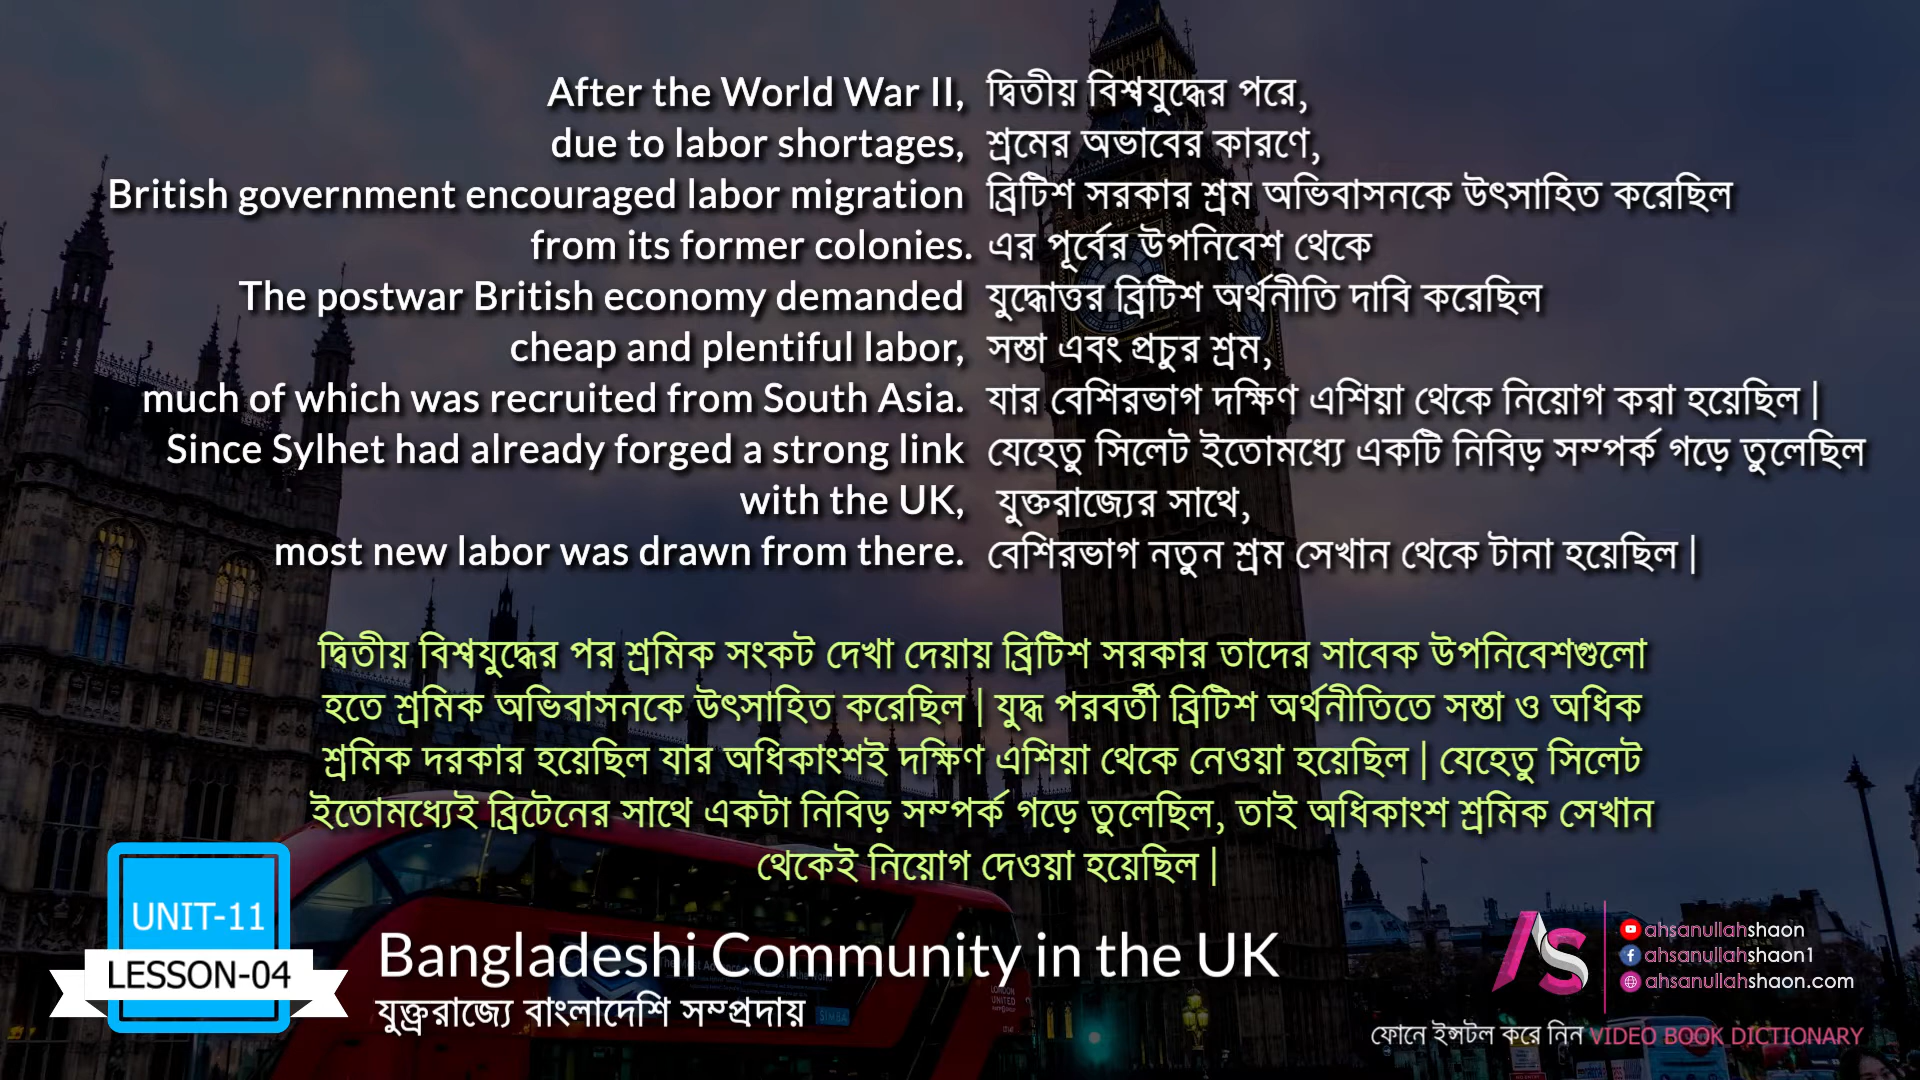 After the World War II, দ্বিতীয় বিশ্বযুদ্ধের পরে,
due to labor shortages, শ্রমের অভাবের কারণে,
British government encouraged labor migration ব্রিটিশ সরকার শ্রম অভিবাসনকে উৎসাহিত করেছিল
from its former colonies. এর পূর্বের উপনিবেশ থেকে
The postwar British economy demanded যুদ্ধোত্তর ব্রিটিশ অর্থনীতি দাবি করেছিল
cheap and plentiful labor, সস্তা এবং প্রচুর শ্রম,
much of which was recruited from South Asia. যার বেশিরভাগ দক্ষিণ এশিয়া থেকে নিয়োগ করা হয়েছিল |
Since Sylhet had already forged a strong link যেহেতু সিলেট ইতোমধ্যে একটি নিবিড় সম্পর্ক গড়ে তুলেছিল
with the UK, যুক্তরাজ্যের সাথে,
most new labor was drawn from there. বেশিরভাগ নতুন শ্রম সেখান থেকে টানা হয়েছিল |
দ্বিতীয় বিশ্বযুদ্ধের পর শ্রমিক সংকট দেখা দেয়ায় ব্রিটিশ সরকার তাদের সাবেক উপনিবেশগুলো
হতে শ্রমিক অভিবাসনকে উৎসাহিত করেছিল | যুদ্ধ পরবর্তী ব্রিটিশ অর্থনীতিতে সস্তা ও অধিক
শ্রমিক দরকার হয়েছিল যার অধিকাংশই দক্ষিণ এশিয়া থেকে নেওয়া হয়েছিল | যেহেতু সিলেট
ইতোমধ্যেই ব্রিটেনের সাথে একটা নিবিড় সম্পর্ক গড়ে তুলেছিল, তাই অধিকাংশ শ্রমিক সেখান
থেকেই নিয়োগ দেওয়া হয়েছিল |
UNIT-11
LESSON-04
Bangladeshi Community in the UK
যুক্ত্ররাজ্যে বাংলাদেশি সম্প্রদায়
LONDON
UNITED
SIMBA
AS
ahsanullahshaon
ahsanullahshaon1
ahsanullahshaon.com
ফোনে ইন্সটল করে নিন VIDEO BOOK DICTIONARY